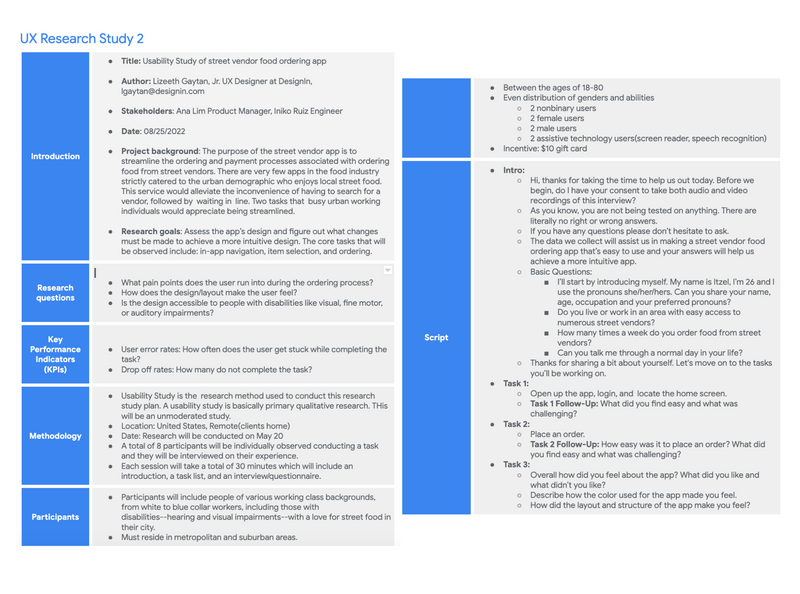 UX Research Study 2
Introduction
Title: Usability Study of street vendor food ordering app
Author: Lizeeth Gaytan, Jr. UX Designer at DesignIn,
lgaytan@designin.com
Stakeholders: Ana Lim Product Manager, Iniko Ruiz Engineer
Date: 08/25/2022
Project background: The purpose of the street vendor app is to
streamline the ordering and payment processes associated with ordering
food from street vendors. There are very few apps in the food industry
strictly catered to the urban demographic who enjoys local street food.
This service would alleviate the inconvenience of having to search for a
vendor, followed by waiting in line. Two tasks that busy urban working
individuals would appreciate being streamlined.
Research goals: Assess the app's design and figure out what changes
must be made to achieve a more intuitive design. The core tasks that will
be observed include: in-app navigation, item selection, and ordering.
Research
questions
What pain points does the user run into during the ordering process?
How does the design/layout make the user feel?
Is the design accessible to people with disabilities like visual, fine motor,
or auditory impairments?
Key
Performance
Indicators
(KPIs)
User error rates: How often does the user get stuck while completing the
task?
Drop off rates: How many do not complete the task?
Methodology
Usability Study is the research method used to conduct this research
study plan. A usability study is basically primary qualitative research. THis
will be an unmoderated study.
Location: United States, Remote(clients home)
Date: Research will be conducted on May 20
A total of 8 participants will be individually observed conducting a task
and they will be interviewed on their experience.
Each session will take a total of 30 minutes which will include an
introduction, a task list, and an interview/questionnaire.
Participants
Participants will include people of various working class backgrounds,
from white to blue collar workers, including those with
disabilities--hearing and visual impairments--with a love for street food in
their city.
Must reside in metropolitan and suburban areas.
Between the ages of 18-80
Even distribution of genders and abilities
2 nonbinary users
2 female users
2 male users
2 assistive technology users(screen reader, speech recognition)
Incentive: $10 gift card
Script
Intro:
Hi, thanks for taking the time to help us out today. Before we
begin, do I have your consent to take both audio and video
recordings of this interview?
As you know, you are not being tested on anything. There are
literally no right or wrong answers.
If you have any questions please don't hesitate to ask.
The data we collect will assist us in making a street vendor food
ordering app that's easy to use and your answers will help us
achieve a more intuitive app.
Basic Questions:
I'll start by introducing myself. My name is Itzel, I'm 26 and I
use the pronouns she/her/hers. Can you share your name,
age, occupation and your preferred pronouns?
Do you live or work in an area with easy access to
numerous street vendors?
How many times a week do you order food from street
vendors?
Can you talk me through a normal day in your life?
Thanks for sharing a bit about yourself. Let's move on to the tasks
you'll be working on.
Task 1:
Open up the app, login, and locate the home screen.
Task 1 Follow-Up: What did you find easy and what was
challenging?
Task 2:
Place an order.
Task 2 Follow-Up: How easy was it to place an order? What did
you find easy and what was challenging?
Task 3:
Overall how did you feel about the app? What did you like and
what didn't you like?
Describe how the color used for the app made you feel.
How did the layout and structure of the app make you feel?